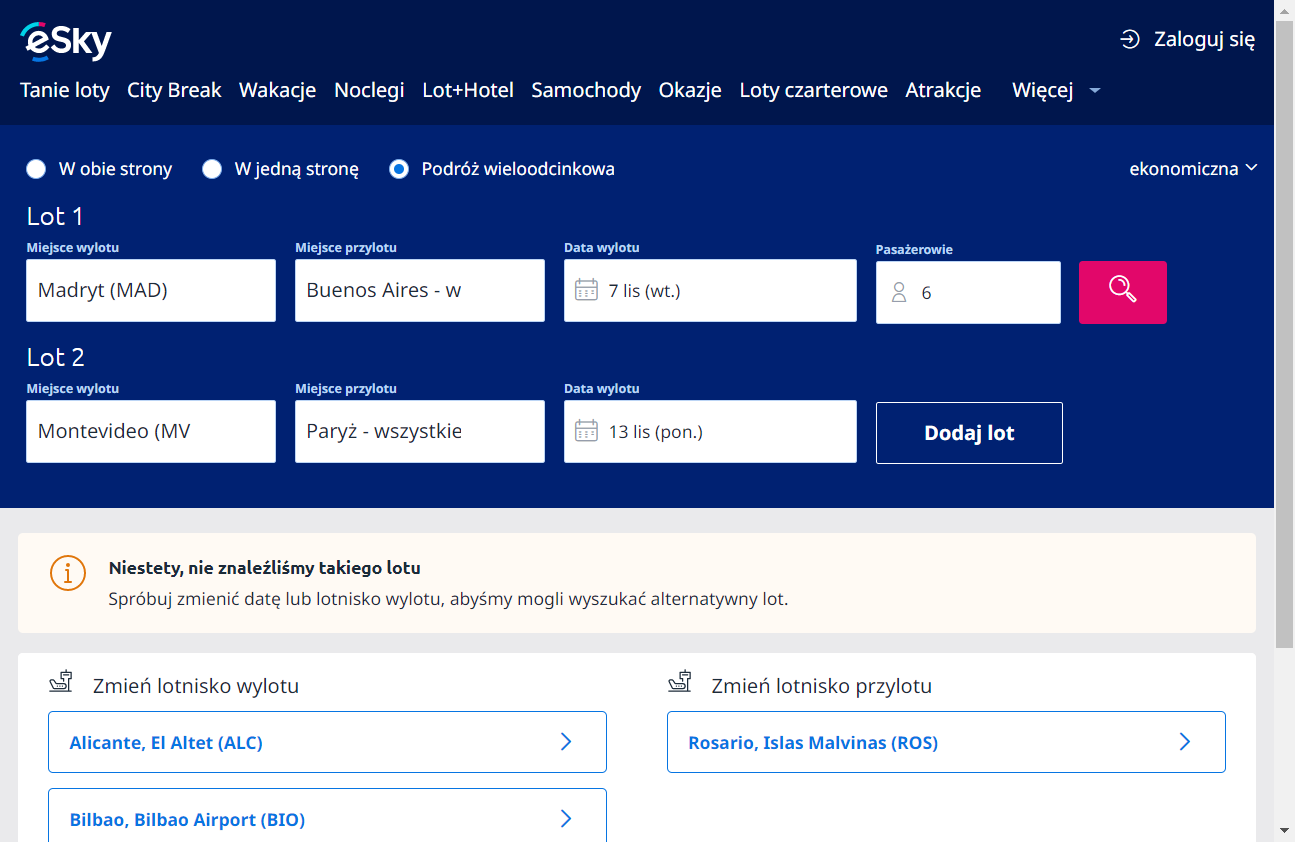 eSky
Zaloguj się
Tanie loty City Break Wakacje Noclegi Lot+Hotel Samochody Okazje Loty czarterowe Atrakcje Więcej
W obie strony W jedną stronę Podróż wieloodcinkowa ekonomiczna
Lot 1
Miejsce wylotu Miejsce przylotu Data wylotu Pasażerowie
Madryt (MAD) Buenos Aires - w 7 lis (wt.) 6
Lot 2
Miejsce wylotu Miejsce przylotu Data wylotu
Montevideo (MV Paryż - wszystkie 13 lis (pon.) Dodaj lot
Niestety, nie znaleźliśmy takiego lotu
Spróbuj zmienić datę lub lotnisko wylotu, abyśmy mogli wyszukać alternatywny lot.
Zmień lotnisko wylotu Zmień lotnisko przylotu
Alicante, El Altet (ALC) Rosario, Islas Malvinas (ROS)
Bilbao, Bilbao Airport (BIO)